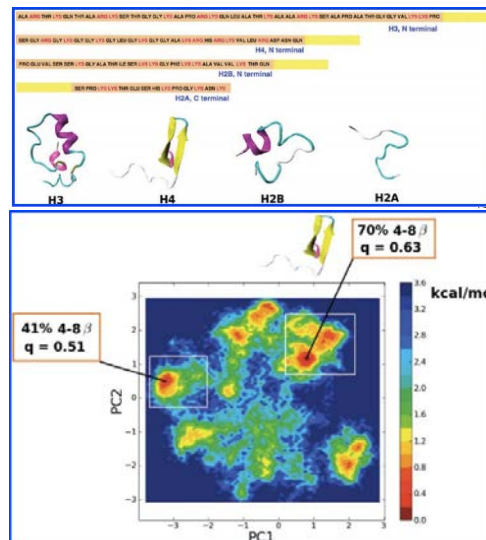 ALA ARG THR LYS GLN THR ALA ARG LYS SER THR GLY GLY LYS ALA PRO ARG LYS GLN LEU ALA THR LYS ALA ALA ARG LYS SER ALA PRO ALA THR GLY GLY VAL LYS LYS PRO
H3, N terminal
SER GLY ARG GLY LYS GLY GLY LYS GLY LEU GLY LYS GLY GLY ALA LYS ARG HIS ARG LYS VAL LEU ARG ASP ASN GLN
H4, N terminal
PRO GLU VAL SER SER LYS GLY ALA THR ILE SER LYS LYS GLY PHE LYS LYS ALA VAL VAL LYS THR GLN
H2B, N terminal
SER PRO LYS LYS THR GLU SER HIS LYS PRO GLY LYS ASN LYS
H2A, C terminal
H3
H4
H2B
H2A
70% 4-8 β
q = 0.63
kcal/mo
41% 4-8 β
q = 0.51
3.6
3.2
2.8
2.4
2.0
1.6
1.2
0.8
0.4
0.0
3
2
1
0
−1
−2
−3
PC2
−3
−2
−1
0
1
2
3
PC1